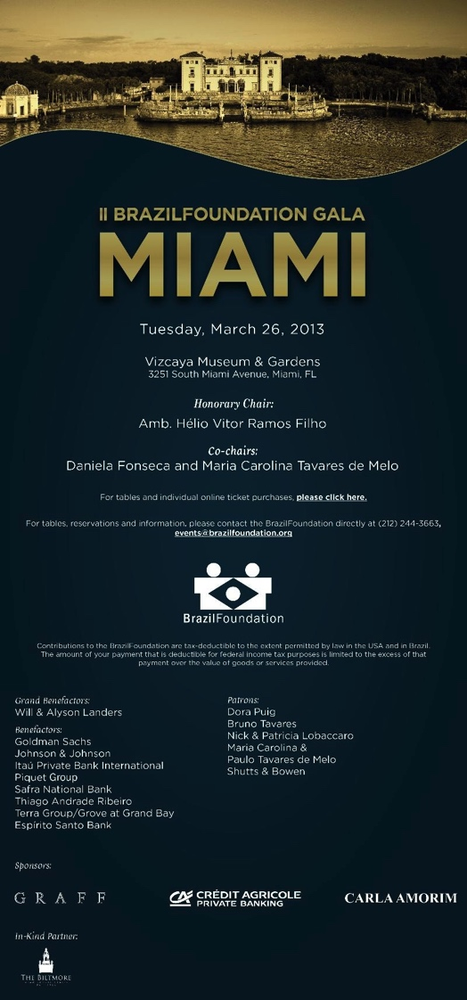 II BRAZILFOUNDATION GALA
MIAMI
Tuesday, March 26, 2013
Vizcaya Museum & Gardens
3251 South Miami Avenue, Miami, FL
Honorary Chair:
Amb. Hélio Vitor Ramos Filho
Co-chairs:
Daniela Fonseca and Maria Carolina Tavares de Melo
For tables and individual online ticket purchases, please click here.
For tables, reservations and information, please contact the BrazilFoundation directly at (212) 244-3663,
events@brazilfoundation.org
BrazilFoundation
Contributions to the BrazilFoundation are tax-deductible to the extent permitted by law in the USA and in Brazil.
The amount of your payment that is deductible for federal income tax purposes is limited to the excess of that
payment over the value of goods or services provided.
Grand Benefactors:
Will & Alyson Landers
Benefactors:
Goldman Sachs
Johnson & Johnson
Itaú Private Bank International
Piquet Group
Safra National Bank
Thiago Andrade Ribeiro
Terra Group/Grove at Grand Bay
Espírito Santo Bank
Patrons:
Dora Puig
Bruno Tavares
Nick & Patricia Lobaccaro
Maria Carolina &
Paulo Tavares de Melo
Shutts & Bowen
Sponsors:
GRAFF
CA CRÉDIT AGRICOLE
PRIVATE BANKING
CARLA AMORIM
In-Kind Partner:
THE BILTMORE